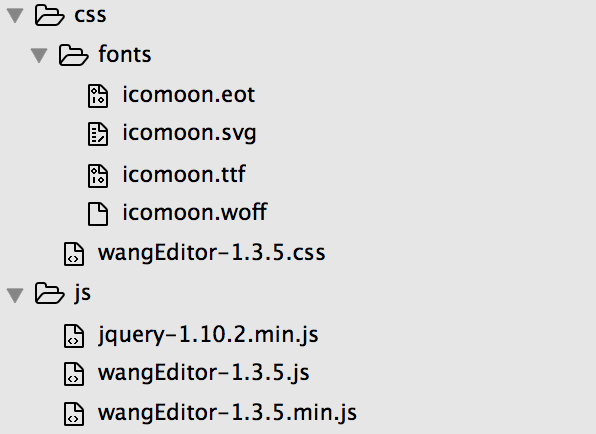 css
fonts
icomoon.eot
icomoon.svg
icomoon.ttf
icomoon.woff
wangEditor-1.3.5.css
js
jquery-1.10.2.min.js
wangEditor-1.3.5.js
wangEditor-1.3.5.min.js